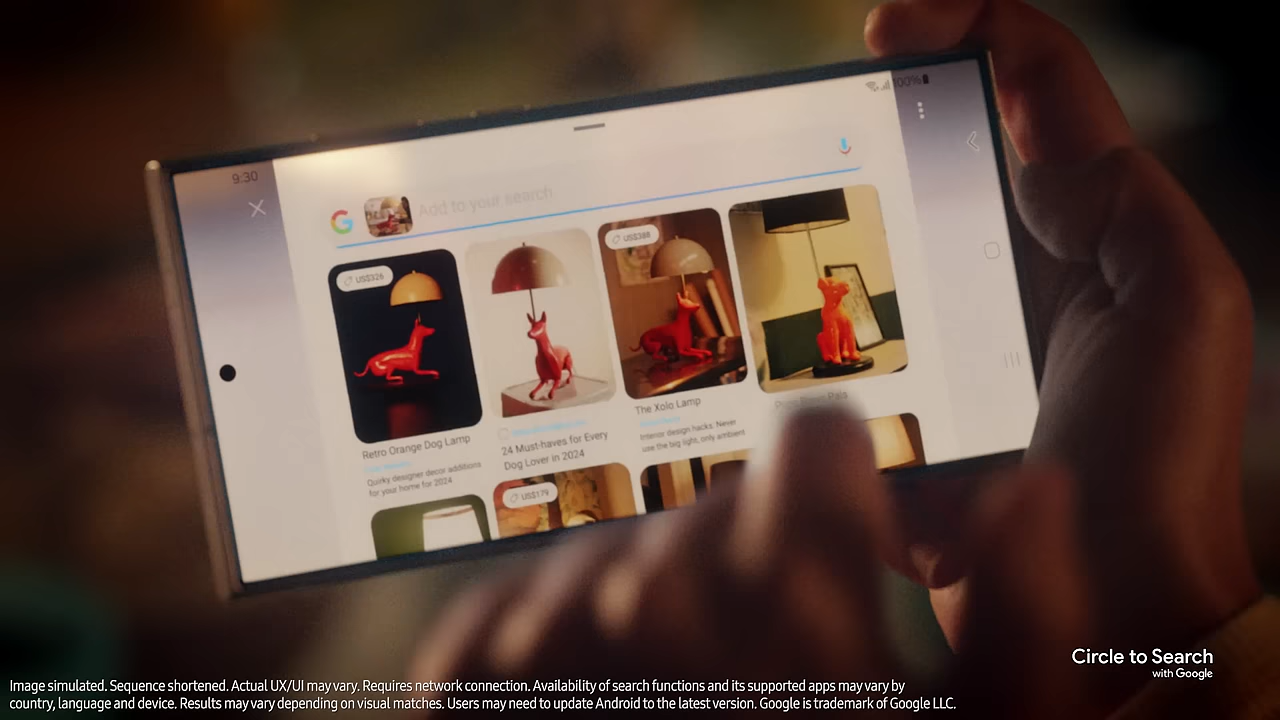 100%
9:30
Add to your search
US$326
US$388
Retro Orange Dog Lamp
Quirky designer decor additions
for your home for 2024
24 Must-haves for Every
Dog Lover in 2024
The Xolo Lamp
Interior design hacks: Never
use the big light, only ambient
US$179
Circle to Search
with Google
Image simulated. Sequence shortened. Actual UX/UI may vary. Requires network connection. Availability of search functions and its supported apps may vary by
country, language and device. Results may vary depending on visual matches. Users may need to update Android to the latest version. Google is trademark of Google LLC.